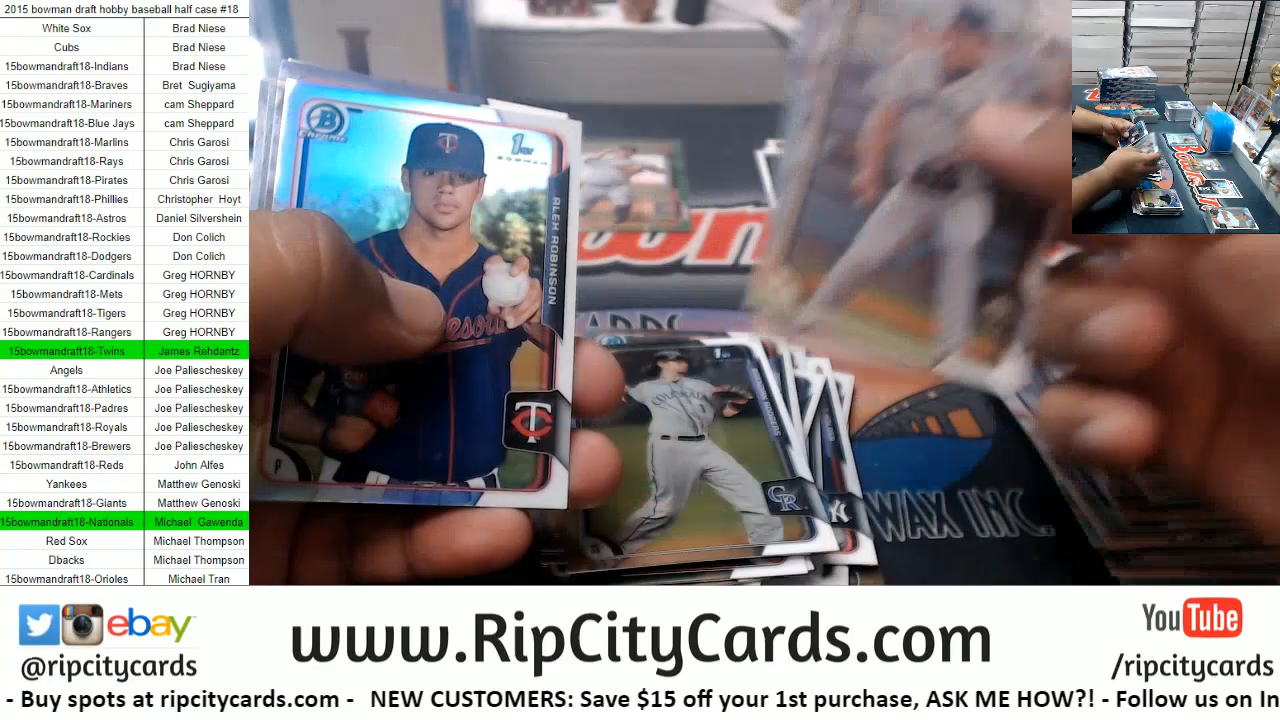 2015 bowman draft hobby baseball half case #18
White Sox Brad Niese
Cubs Brad Niese
15bowmandraft18-Indians Brad Niese
15bowmandraft18-Braves Bret Sugiyama
15bowmandraft18-Mariners cam Sheppard
15bowmandraft18-Blue Jays cam Sheppard
15bowmandraft18-Marlins Chris Garosi
15bowmandraft18-Rays Chris Garosi
15bowmandraft18-Pirates Chris Garosi
15bowmandraft18-Phillies Christopher Hoyt
15bowmandraft18-Astros Daniel Silvershein
15bowmandraft18-Rockies Don Colich
15bowmandraft18-Dodgers Don Colich
15bowmandraft18-Cardinals Greg HORNBY
15bowmandraft18-Mets Greg HORNBY
15bowmandraft18-Tigers Greg HORNBY
15bowmandraft18-Rangers Greg HORNBY
15bowmandraft18-Twins James Rehdantz
Angels Joe Paliescheskey
15bowmandraft18-Athletics Joe Paliescheskey
15bowmandraft18-Padres Joe Paliescheskey
15bowmandraft18-Royals Joe Paliescheskey
15bowmandraft18-Brewers Joe Paliescheskey
15bowmandraft18-Reds John Alfes
Yankees Matthew Genoski
15bowmandraft18-Giants Matthew Genoski
15bowmandraft18-Nationals Michael Gawenda
Red Sox Michael Thompson
Dbacks Michael Thompson
15bowmandraft18-Orioles Michael Tran
B
CHROME
1ST
BOWMAN
ALEX ROBINSON
TC
P
1ST
RODGERS
CR
WAX INC.
ebay
@ripcitycards
www.RipCityCards.com
YouTube
/ripcitycards
- Buy spots at ripcitycards.com - NEW CUSTOMERS: Save $15 off your 1st purchase, ASK ME HOW?! - Follow us on In